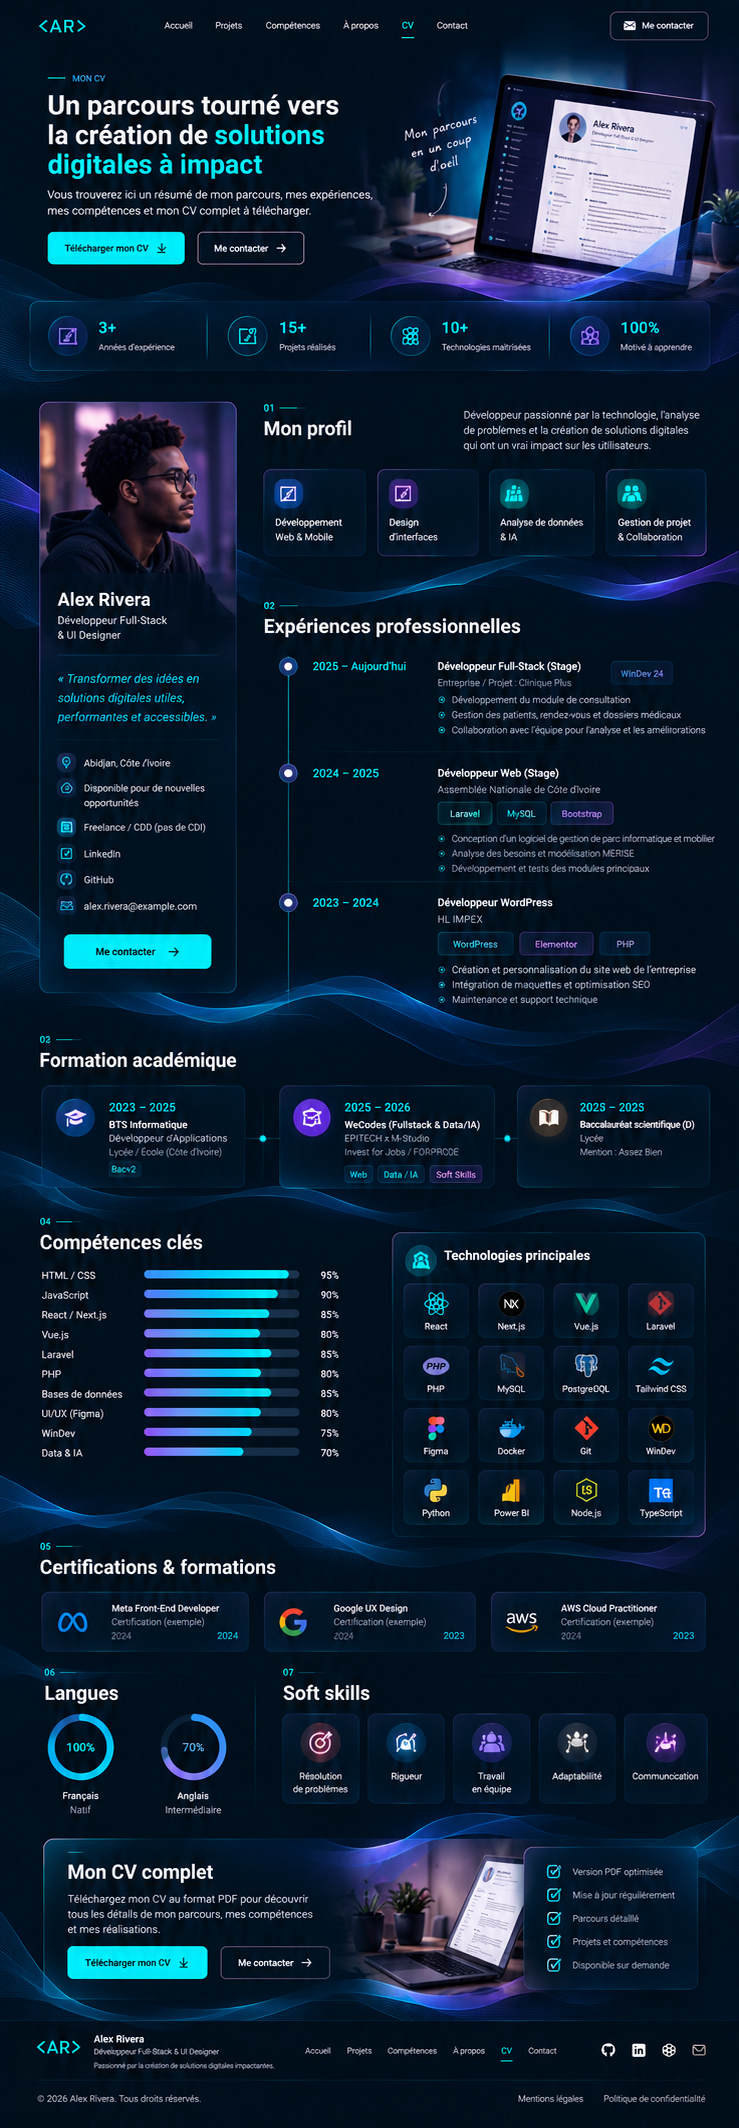 <AR>
Accueil
Projets
Compétences
À propos
CV
Contact
Me contacter
MON CV
Un parcours tourné vers
la création de solutions
digitales à impact
Vous trouverez ici un résumé de mon parcours, mes expériences,
mes compétences et mon CV complet à télécharger.
Télécharger mon CV
Me contacter
Mon parcours
en un coup
d'oeil
Alex Rivera
3+
Années d'expérience
15+
Projets réalisés
10+
Technologies maîtrisées
100%
Motivé à apprendre
Alex Rivera
Développeur Full-Stack
& UI Designer
« Transformer des idées en
solutions digitales utiles,
performantes et accessibles. »
Abidjan, Côte d'Ivoire
Disponible pour de nouvelles
opportunités
Freelance / CDD (pas de CDI)
LinkedIn
GitHub
alex.rivera@example.com
Me contacter
01
Mon profil
Développeur passionné par la technologie, l'analyse
de problèmes et la création de solutions digitales
qui ont un vrai impact sur les utilisateurs.
Développement
Web & Mobile
Design
d'interfaces
Analyse de données
& IA
Gestion de projet
& Collaboration
02
Expériences professionnelles
2025 – Aujourd'hui
Développeur Full-Stack (Stage)
WinDev 24
Entreprise / Projet : Clinique Plus
Développement du module de consultation
Gestion des patients, rendez-vous et dossiers médicaux
Collaboration avec l'équipe pour l'analyse et les amélirorations
2024 – 2025
Développeur Web (Stage)
Assemblée Nationale de Côte d'Ivoire
Laravel
MySQL
Bootstrap
Conception d'un logiciel de gestion de parc informatique et moblier
Analyse des besoins et modélisation MERISE
Développement et tests des modules principaux
2023 – 2024
Développeur WordPress
HL IMPEX
WordPress
Elementor
PHP
Création et personnalisation du site web de l'entreprise
Intégration de maquettes et optimisation SEO
Maintenance et support technique
02
Formation académique
2023 – 2025
BTS Informatique
Développeur d'Applications
Lycée / École (Côte d'Ivoire)
Bac+2
2025 – 2026
WeCodes (Fullstack & Data/IA)
EPITECH x M-Studio
Invest for Jobs /
Web
Data / IA
Soft Skills
2025 – 2025
Baccalauréat scientifique (D)
Lycée
Mention : Assez Bien
04
Compétences clés
HTML / CSS 95%
JavaScript 90%
React / Next.js 85%
Vue.js 80%
Laravel 85%
PHP 80%
Bases de données 85%
UI/UX (Figma) 80%
WinDev 75%
Data & IA 70%
Technologies principales
React
Next.js
Vue.js
Laravel
PHP
PHP
MySQL
PostgreOQL
Tailwind CSS
Figma
Docker
Git
WD
WinDev
Python
Power BI
Node.js
TypeScript
05
Certifications & formations
Meta Front-End Developer
Certification (exemple)
2024
2024
Google UX Design
Certification (exemple)
2024
2023
aws
AWS Cloud Practitioner
Certification (exemple)
2024
2023
06
Langues
100%
Français
Natif
70%
Anglais
Intermédiaire
07
Soft skills
Résolution
de problèmes
Rigueur
Travail
en équipe
Adaptabilité
Communcation
Mon CV complet
Téléchargez mon CV au format PDF pour découvrir
tous les détails de mon parcours, mes compétences
et mes réalisations.
Télécharger mon CV
Me contacter
Version PDF optimisée
Mise à jour régulièrement
Parcours détaillé
Projets et compétences
Disponible sur demande
<AR>
Alex Rivera
Développeur Full-Stack & UI Designer
Passionné par la création de solutions digitales impactantes.
Accueil
Projets
Compétences
À propos
CV
Contact
© 2026 Alex Rivera. Tous droits réservés.
Mentions légales
Politique de confidentialité